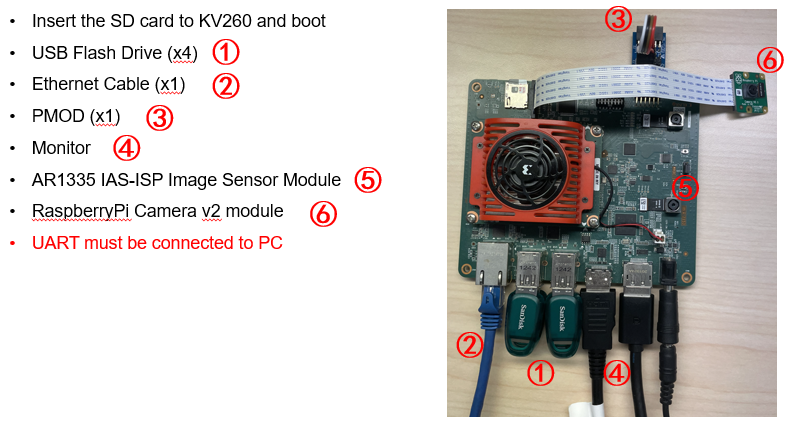 • Insert the SD card to KV260 and boot
• USB Flash Drive (x4) ①
• Ethernet Cable (x1) ②
• PMOD (x1) ③
• Monitor ④
• AR1335 IAS-ISP Image Sensor Module ⑤
• RaspberryPi Camera v2 module ⑥
• UART must be connected to PC
③
⑥
⑤
SanDisk
SanDisk
②
①
④